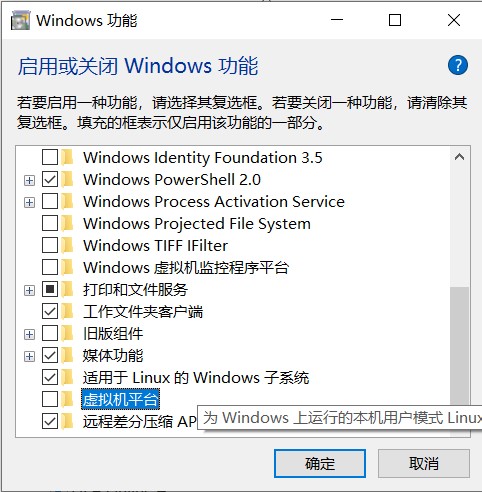 Windows 功能
启用或关闭 Windows 功能
若要启用一种功能，请选择其复选框。若要关闭一种功能，请清除其
复选框。填充的框表示仅启用该功能的一部分。
Windows Identity Foundation 3.5
Windows PowerShell 2.0
Windows Process Activation Service
Windows Projected File System
Windows TIFF IFilter
Windows 虚拟机监控程序平台
打印和文件服务
工作文件夹客户端
旧版组件
媒体功能
适用于 Linux 的 Windows 子系统
虚拟机平台
远程差分压缩 AP
为 Windows 上运行的本机用户模式 Linux
确定
取消